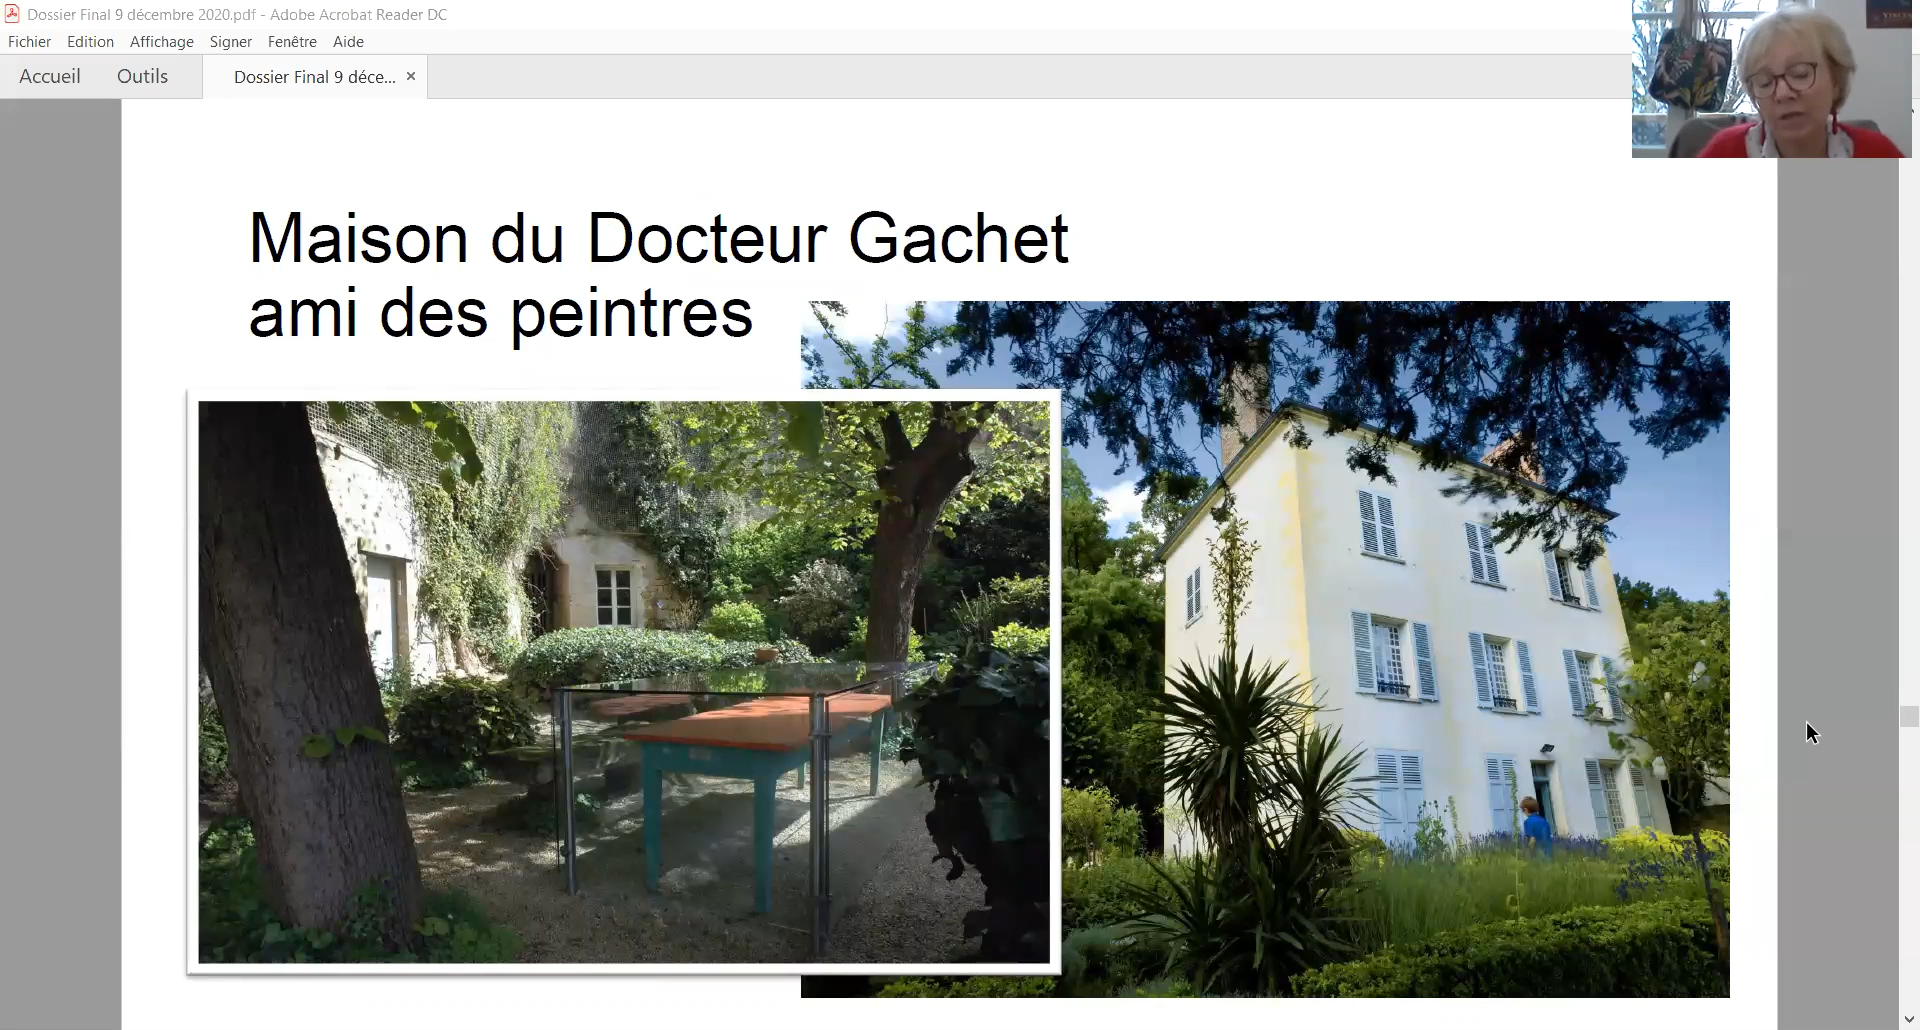 Dossier Final 9 décembre 2020.pdf - Adobe Acrobat Reader DC
Fichier Edition Affichage Signer Fenêtre Aide
Accueil Outils Dossier Final 9 déce... ×
Maison du Docteur Gachet
ami des peintres